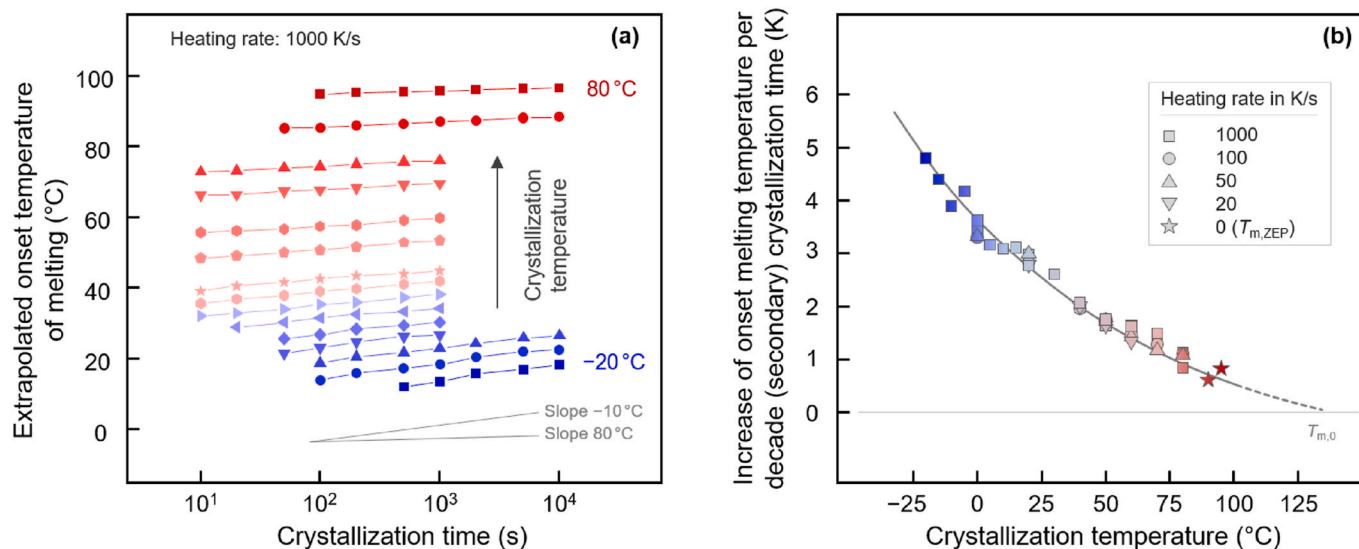 Heating rate: 1000 K/s
(a)
Extrapolated onset temperature
of melting (°C)
100
80
60
40
20
0
80 °C
Crystallization
temperature
−20 °C
Slope −10 °C
Slope 80 °C
10¹
10²
10³
10⁴
Crystallization time (s)
(b)
Increase of onset melting temperature per
decade (secondary) crystallization time (K)
6
5
4
3
2
1
0
Heating rate in K/s
1000
100
50
20
0 (Tm,ZEP)
Tm,0
−25
0
25
50
75
100
125
Crystallization temperature (°C)